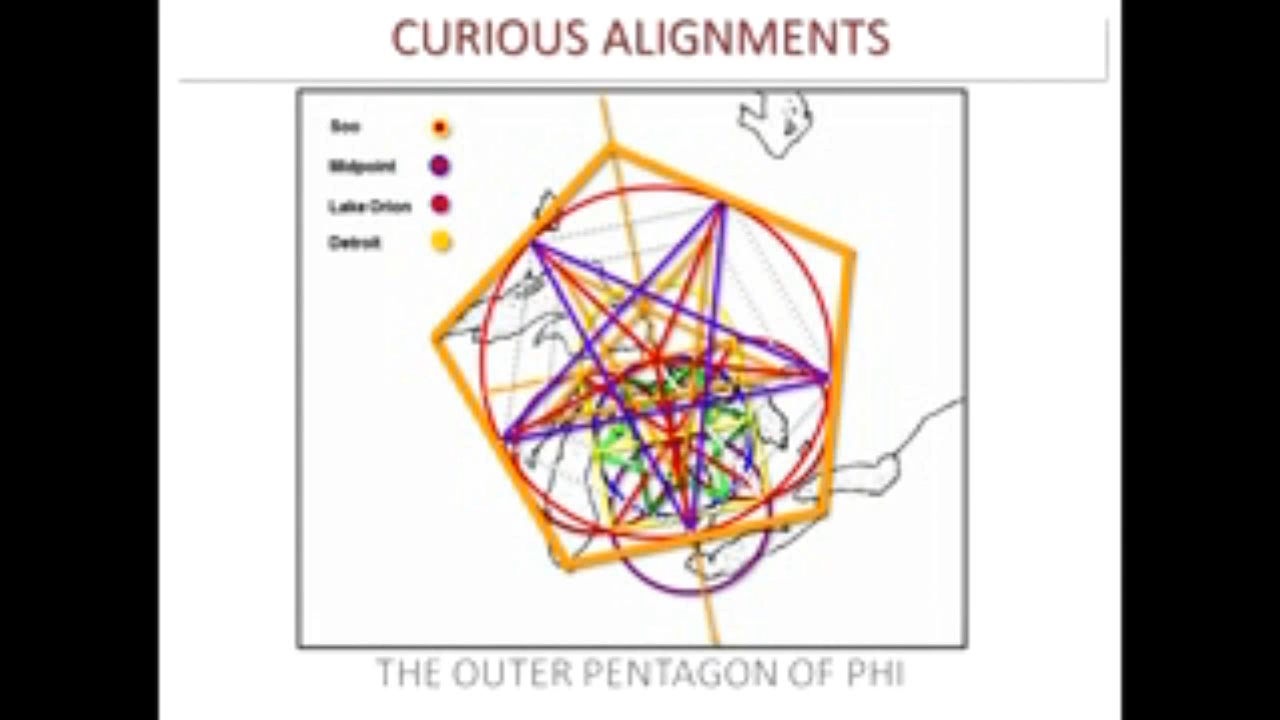 CURIOUS ALIGNMENTS
Soo
Midpoint
Lake Orion
Detroit
THE OUTER PENTAGON OF PHI